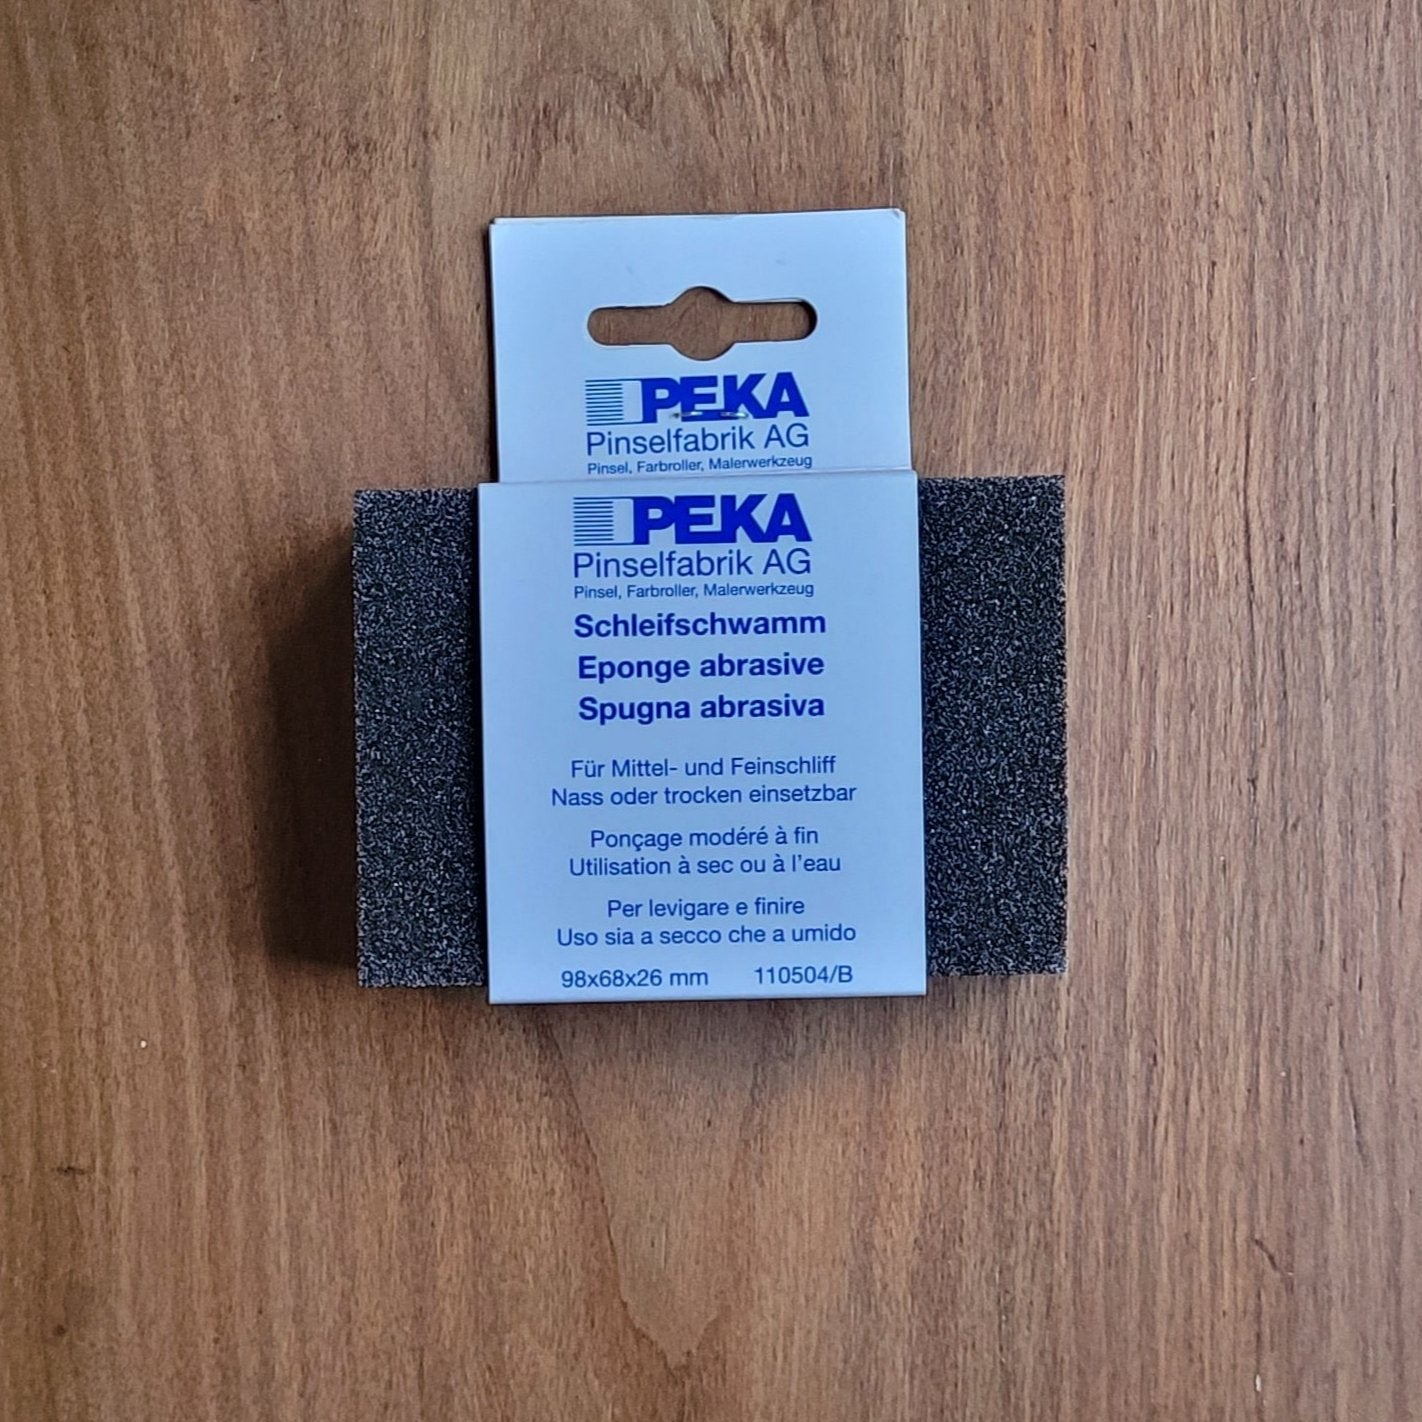 PEKA
Pinselfabrik AG
Pinsel, Farbroller, Malerwerkzeug
PEKA
Pinselfabrik AG
Pinsel, Farbroller, Malerwerkzeug
Schleifschwamm
Eponge abrasive
Spugna abrasiva
Für Mittel- und Feinschliff
Nass oder trocken einsetzbar
Ponçage modéré à fin
Utilisation à sec ou à l'eau
Per levigare e finire
Uso sia a secco che a umido
98x68x26 mm 110504/B